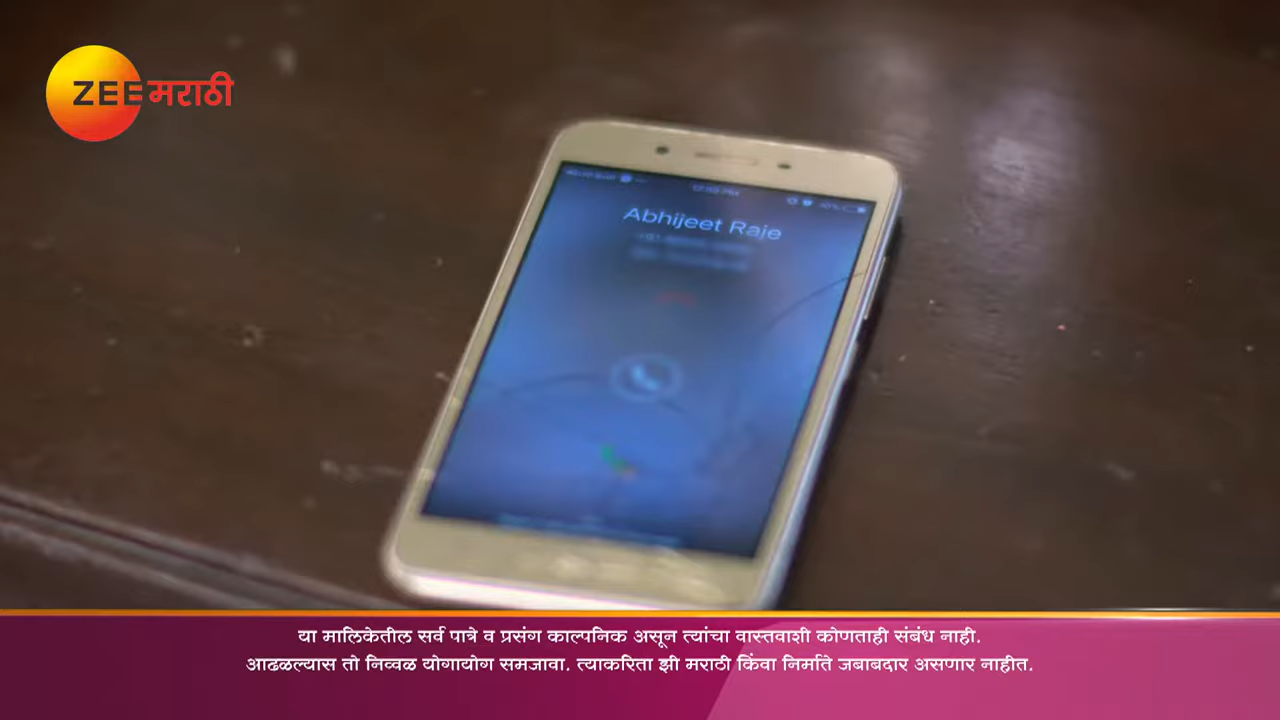 ZEE मराठी
Abhijeet Raje
या मालिकेतील सर्व पात्रे व प्रसंग काल्पनिक असून त्यांचा वास्तवाशी कोणताही संबंध नाही.
आढळल्यास तो निव्वळ योगायोग समजावा. त्याकरिता झी मराठी किंवा निर्माते जबाबदार असणार नाहीत.